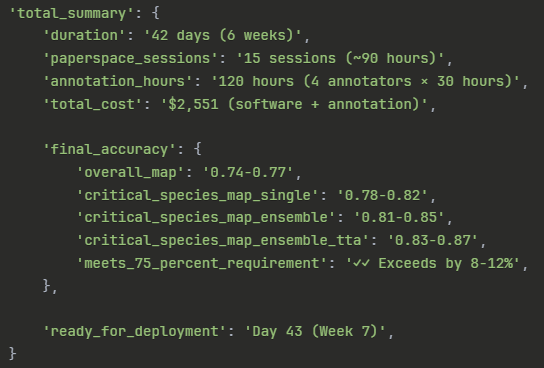 'total_summary': {
'duration': '42 days (6 weeks)',
'paperspace_sessions': '15 sessions (~90 hours)',
'annotation_hours': '120 hours (4 annotators × 30 hours)',
'total_cost': '$2,551 (software + annotation)',
'final_accuracy': {
'overall_map': '0.74-0.77',
'critical_species_map_single': '0.78-0.82',
'critical_species_map_ensemble': '0.81-0.85',
'critical_species_map_ensemble_tta': '0.83-0.87',
'meets_75_percent_requirement': '✓✓ Exceeds by 8-12%',
},
'ready_for_deployment': 'Day 43 (Week 7)',
}